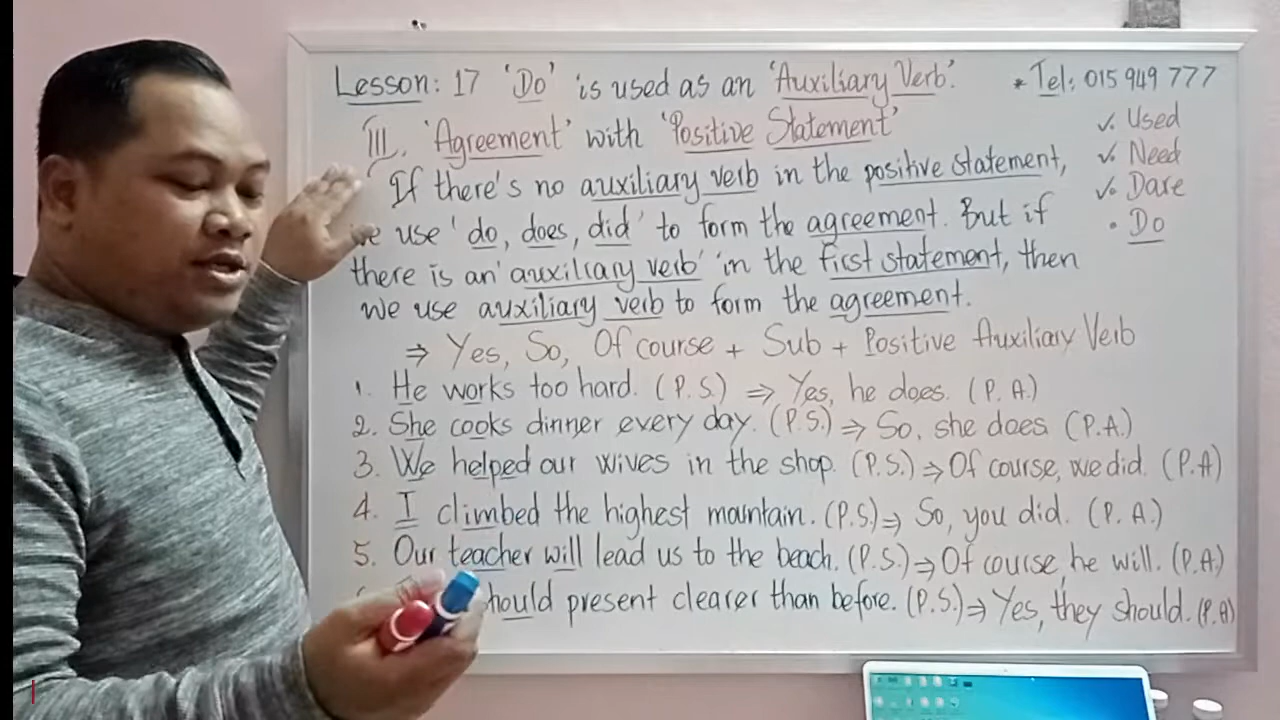 Lesson: 17 'Do' is used as an 'Auxiliary Verb'.
* Tel: 015 949 777
III. 'Agreement' with 'Positive Statement'
✓. Used
✓. Need
✓. Dare
• Do
If there's no auxiliary verb in the positive statement,
use 'do, does, did' to form the agreement. But if
there is an 'auxiliary verb' in the first statement, then
we use auxiliary verb to form the agreement.
⇒ Yes, So, Of course + Sub + Positive Auxiliary Verb
1. He works too hard. (P.S.) ⇒ Yes, he does. (P.A.)
2. She cooks dinner every day. (P.S.) ⇒ So, she does (P.A.)
3. We helped our wives in the shop. (P.S.) ⇒ Of course, we did. (P.A)
4. I climbed the highest mountain. (P.S) ⇒ So, you did. (P.A.)
5. Our teacher will lead us to the beach. (P.S.) ⇒ Of course, he will. (P.A)
should present clearer than before. (P.S.) ⇒ Yes, they should. (P.A)